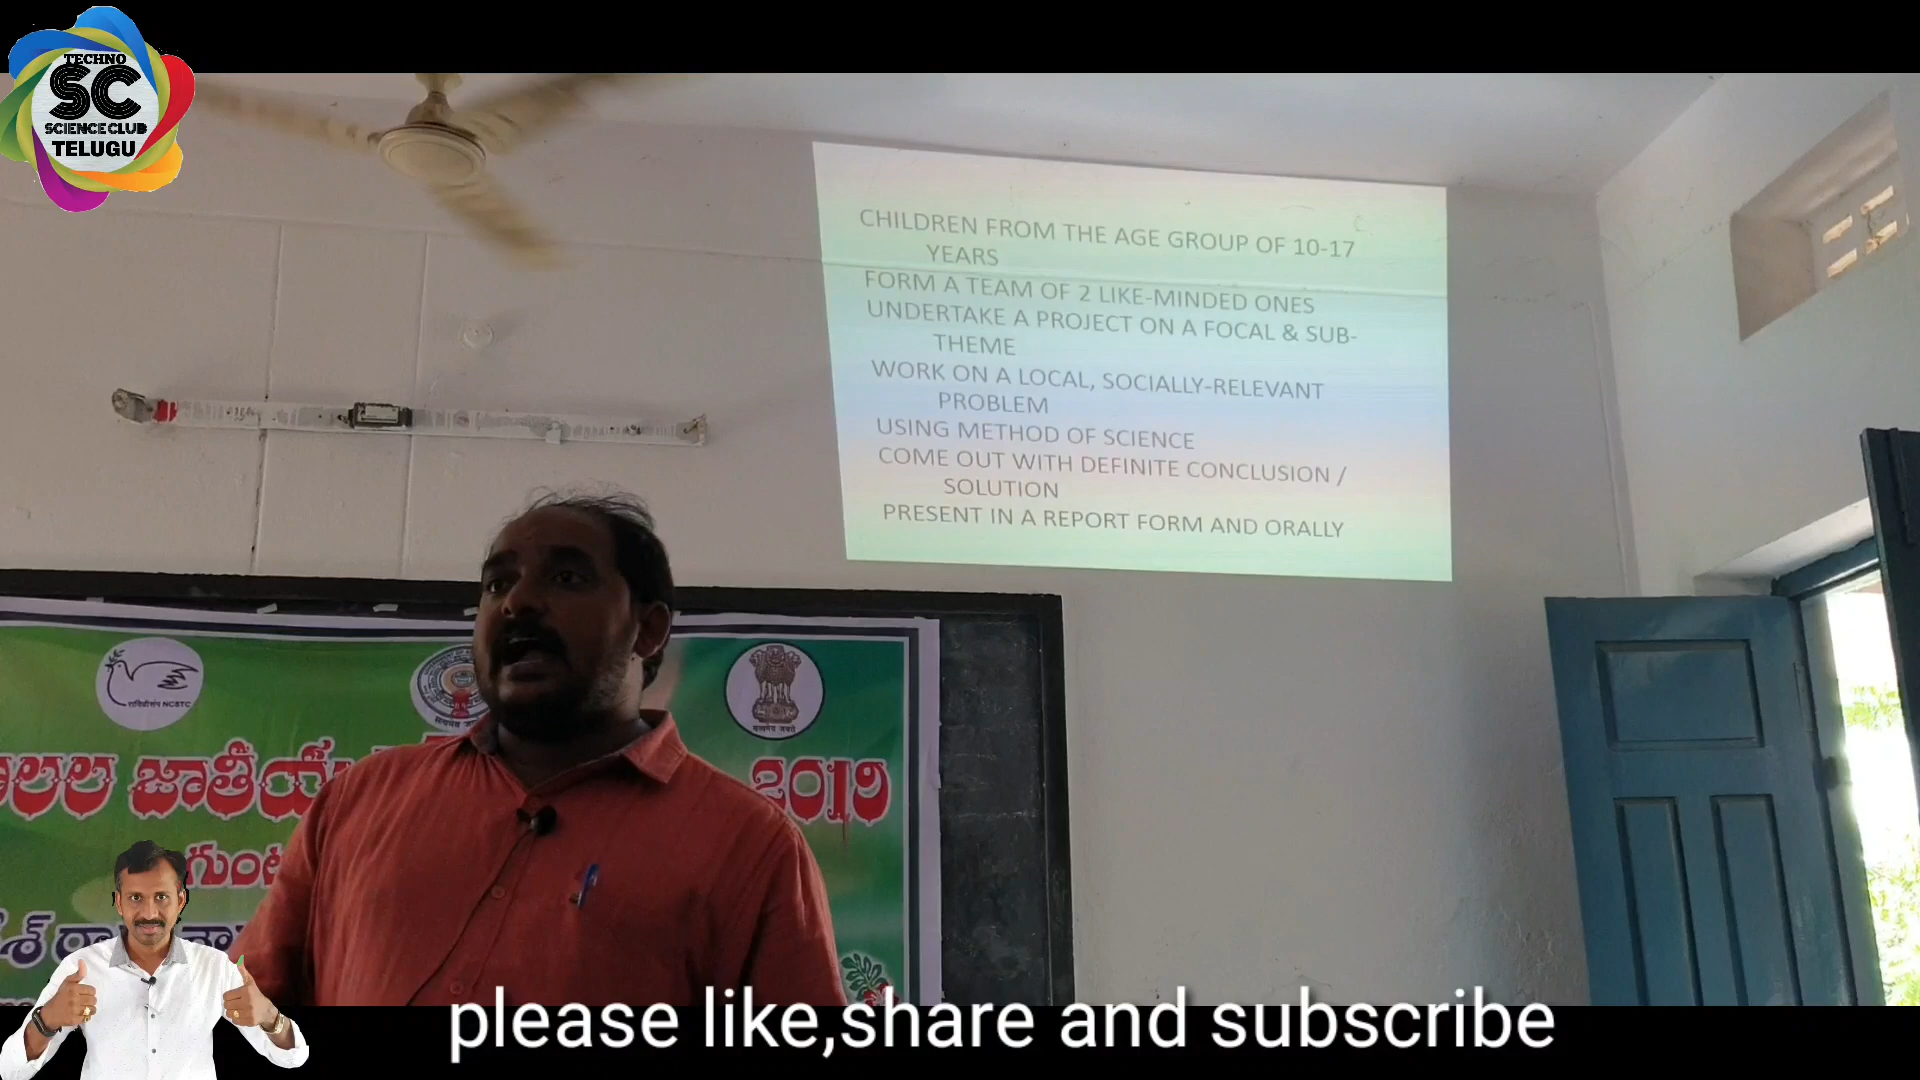 TECHNO
SC
SCIENCE CLUB
TELUGU
CHILDREN FROM THE AGE GROUP OF 10-17
YEARS
FORM A TEAM OF 2 LIKE-MINDED ONES
UNDERTAKE A PROJECT ON A FOCAL & SUB-
THEME
WORK ON A LOCAL, SOCIALLY-RELEVANT
PROBLEM
USING METHOD OF SCIENCE
COME OUT WITH DEFINITE CONCLUSION /
SOLUTION
PRESENT IN A REPORT FORM AND ORALLY
NCSTC
జాతీయ
please like,share and subscribe